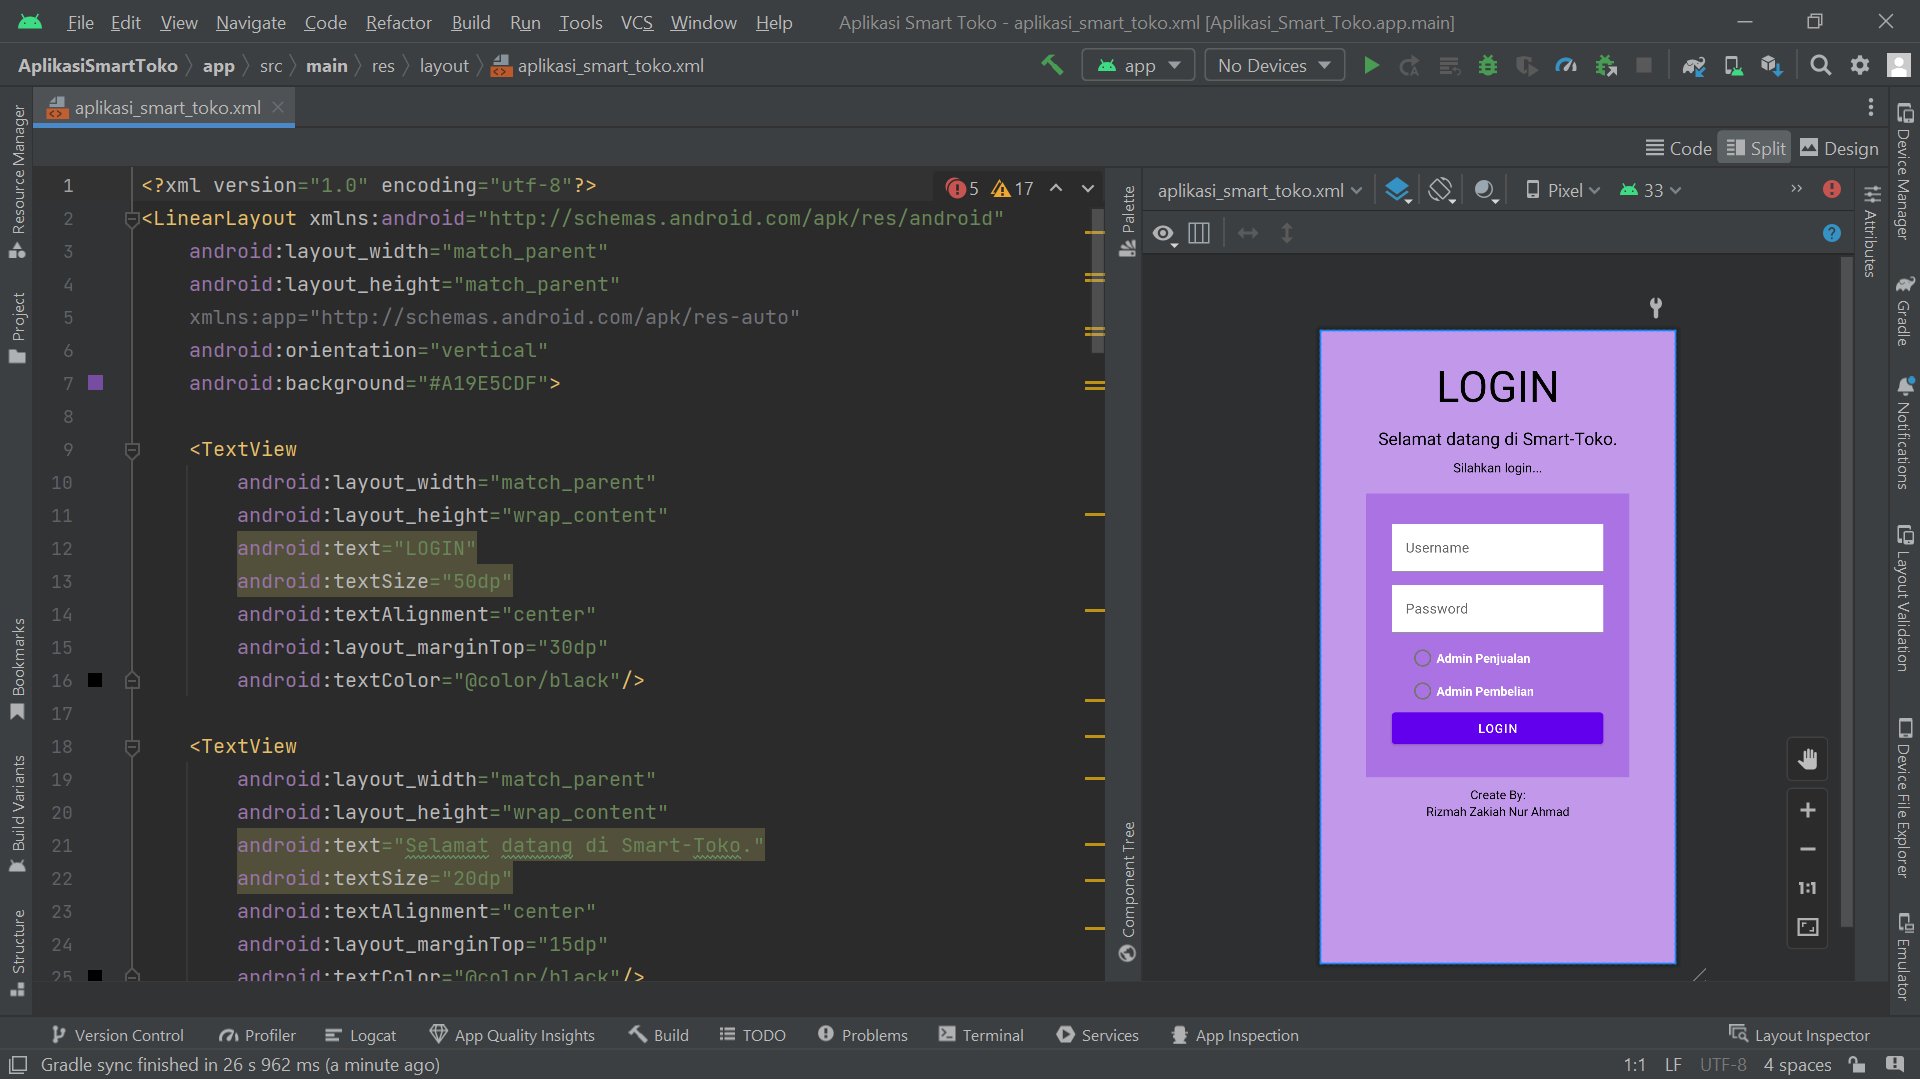 File Edit View Navigate Code Refactor Build Run Tools VCS Window Help Aplikasi Smart Toko - aplikasi_smart_toko.xml [Aplikasi_Smart_Toko.app.main]
AplikasiSmartToko app src main res layout aplikasi_smart_toko.xml app No Devices
aplikasi_smart_toko.xml
Code Split Design
Resource Manager
Project
Bookmarks
Build Variants
Structure
1 <?xml version="1.0" encoding="utf-8"?>
2 <LinearLayout xmlns:android="http://schemas.android.com/apk/res/android"
3 android:layout_width="match_parent"
4 android:layout_height="match_parent"
5 xmlns:app="http://schemas.android.com/apk/res-auto"
6 android:orientation="vertical"
7 android:background="#A19E5CDF">
8
9 <TextView
10 android:layout_width="match_parent"
11 android:layout_height="wrap_content"
12 android:text="LOGIN"
13 android:textSize="50dp"
14 android:textAlignment="center"
15 android:layout_marginTop="30dp"
16 android:textColor="@color/black"/>
17
18 <TextView
19 android:layout_width="match_parent"
20 android:layout_height="wrap_content"
21 android:text="Selamat datang di Smart-Toko."
22 android:textSize="20dp"
23 android:textAlignment="center"
24 android:layout_marginTop="15dp"
25 android:textColor="@color/black"/>
5 17
Palette
Component Tree
aplikasi_smart_toko.xml Pixel 33
LOGIN
Selamat datang di Smart-Toko.
Silahkan login...
Username
Password
Admin Penjualan
Admin Pembelian
LOGIN
Create By:
Rizmah Zakiah Nur Ahmad
1:1
Attributes
Device Manager
Gradle
Notifications
Layout Validation
Device File Explorer
Emulator
Version Control Profiler Logcat App Quality Insights Build TODO Problems Terminal Services App Inspection Layout Inspector
Gradle sync finished in 26 s 962 ms (a minute ago) 1:1 LF UTF-8 4 spaces